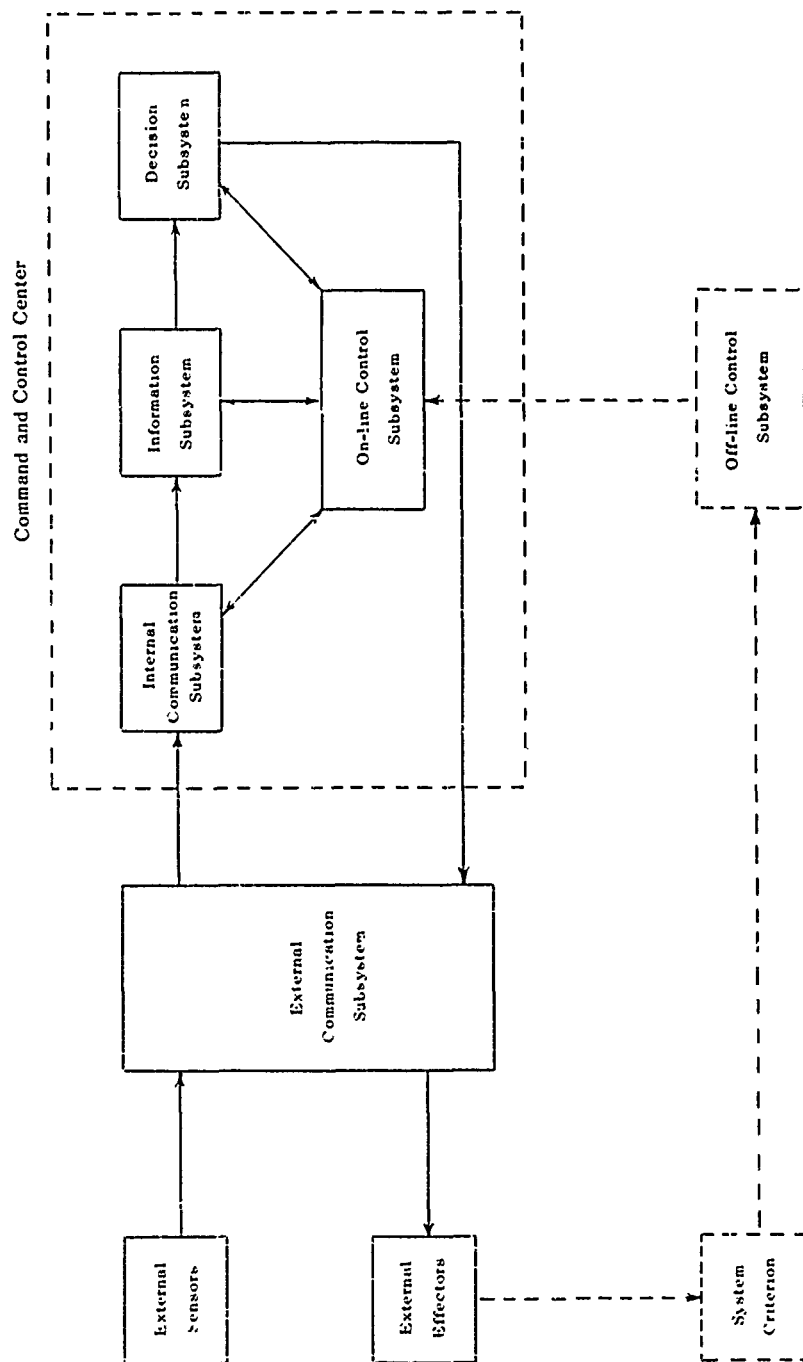 Command and Control Center
Internal
Communication
Subsystem
Information
Subsystem
Decision
Subsystem
On-line Control
Subsystem
External
Sensors
External
Communication
Subsystem
External
Effectors
System
Criterion
Off-line Control
Subsystem